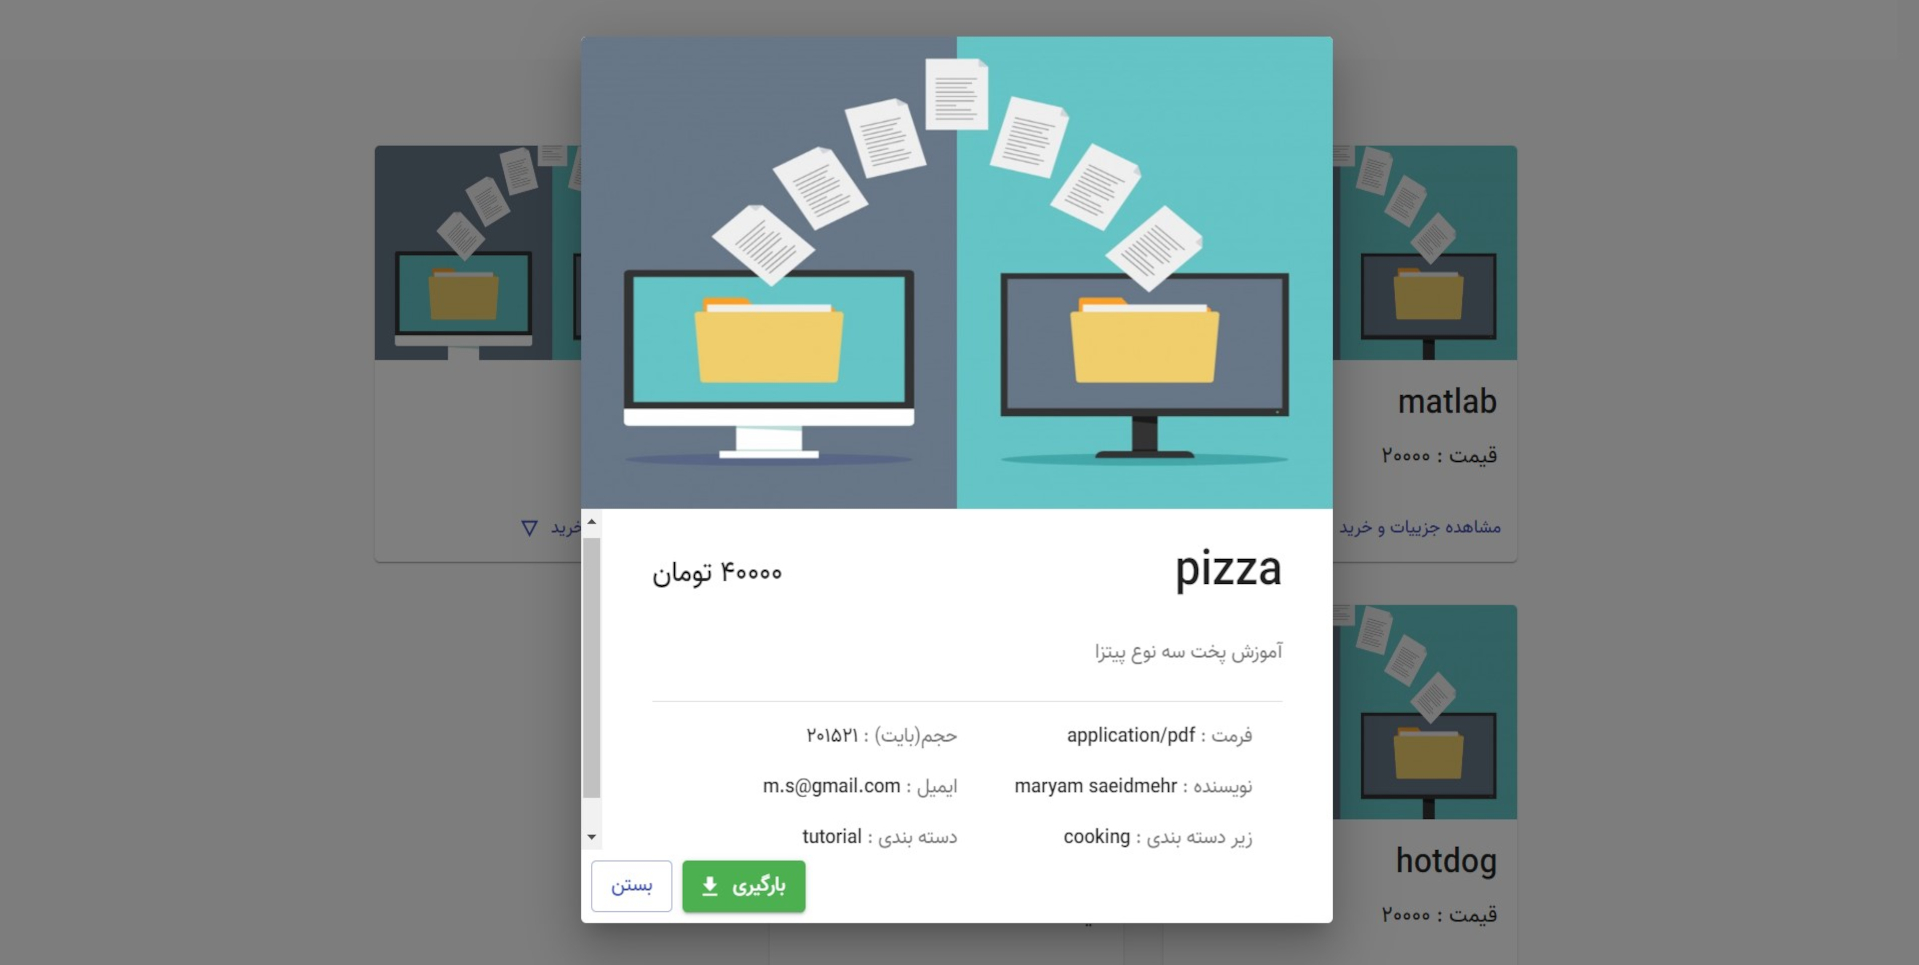 pizza
۴۰۰۰۰ تومان
آموزش پخت سه نوع پیتزا
فرمت : application/pdf
حجم(بایت) : ۲۰۱۵۲۱
نویسنده : maryam saeidmehr
ایمیل : m.s@gmail.com
زیر دسته بندی : cooking
دسته بندی : tutorial
بارگیری
بستن
matlab
قیمت : ۲۰۰۰۰
مشاهده جزییات و خرید
خرید
hotdog
قیمت : ۲۰۰۰۰